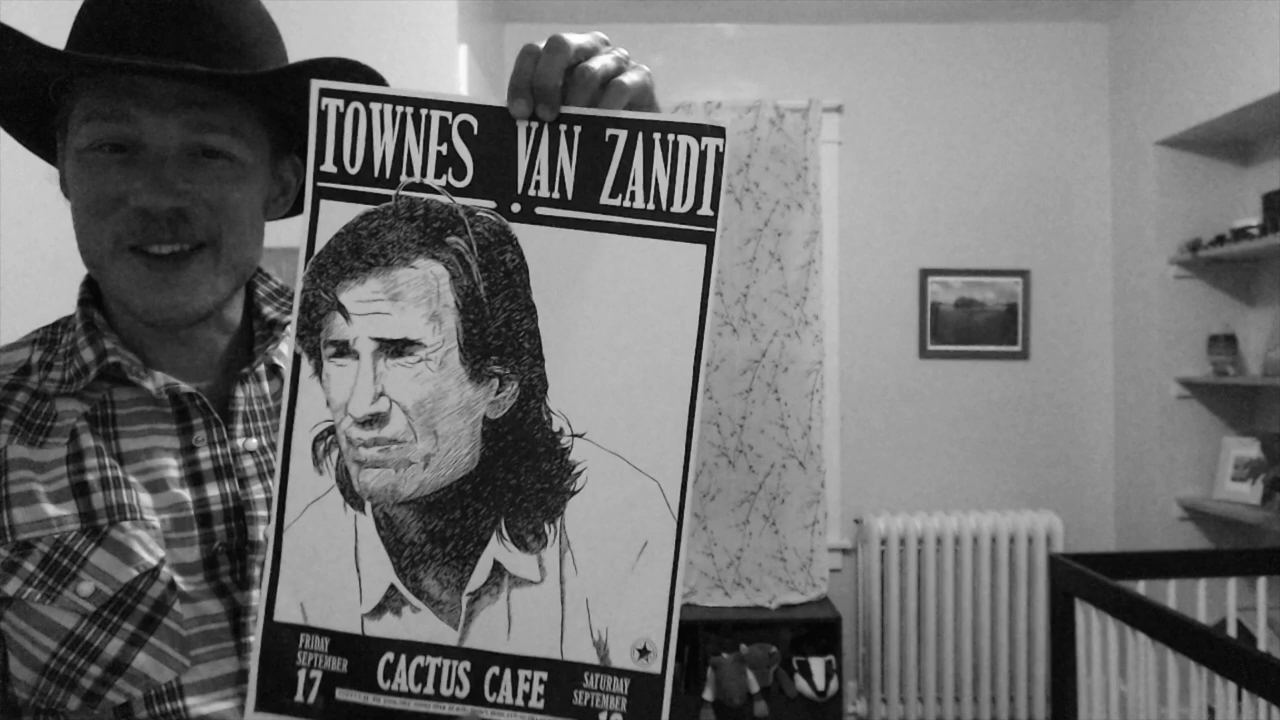 TOWNES VAN ZANDT
FRIDAY
SEPTEMBER
17
CACTUS CAFE
SATURDAY
SEPTEMBER